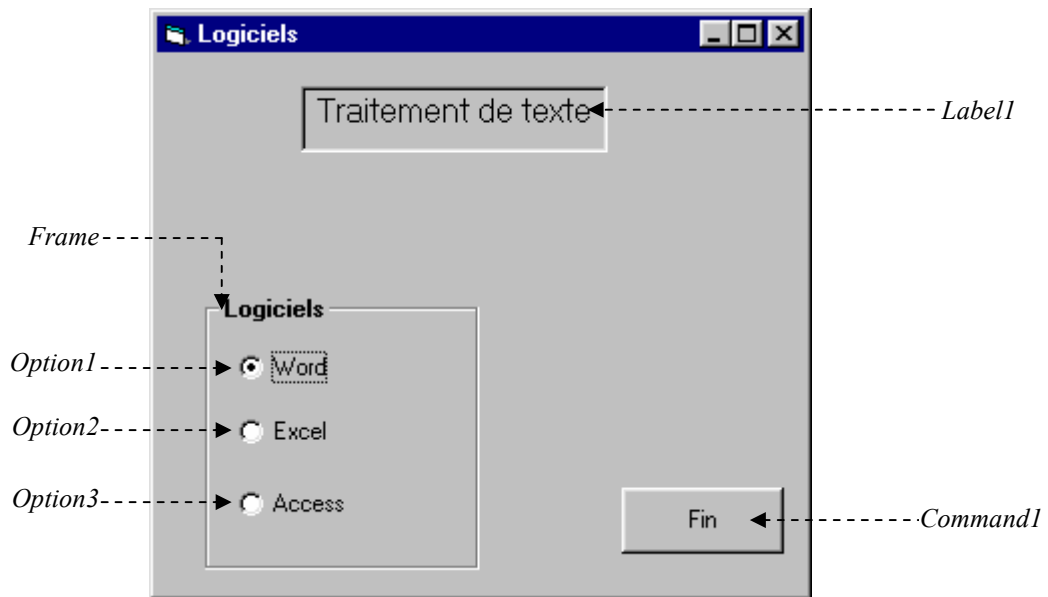 Logiciels
Traitement de texte
Label1
Frame
Logiciels
Option1
Word
Option2
Excel
Option3
Access
Fin
Command1